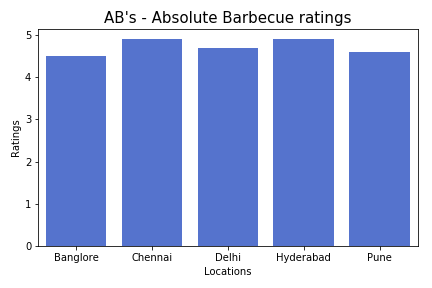 AB's - Absolute Barbecue ratings
5
4
3
2
1
0
Ratings
Banglore Chennai Delhi Hyderabad Pune
Locations